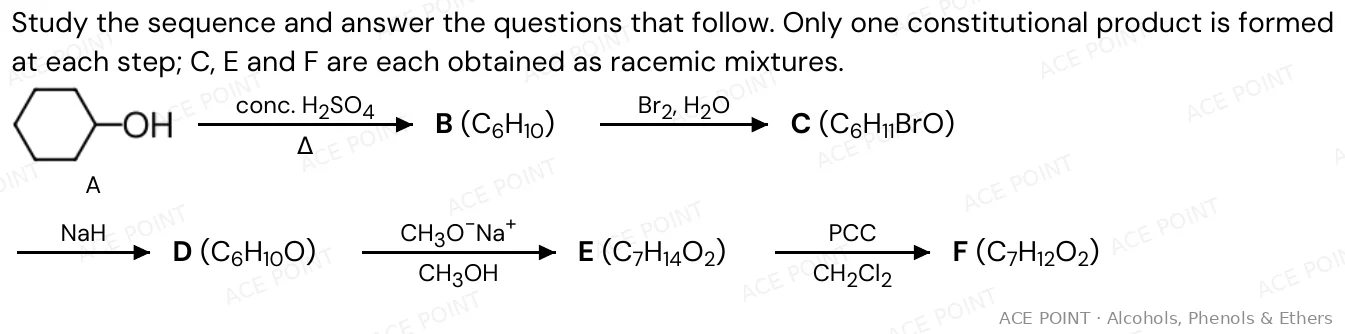 Study the sequence and answer the questions that follow. Only one constitutional product is formed
at each step; C, E and F are each obtained as racemic mixtures.
OH conc. H₂SO₄ Δ B (C₆H₁₀) Br₂, H₂O C (C₆H₁₁BrO)
A
NaH D (C₆H₁₀O) CH₃O⁻Na⁺ CH₃OH E (C₇H₁₄O₂) PCC CH₂Cl₂ F (C₇H₁₂O₂)
ACE POINT · Alcohols, Phenols & Ethers